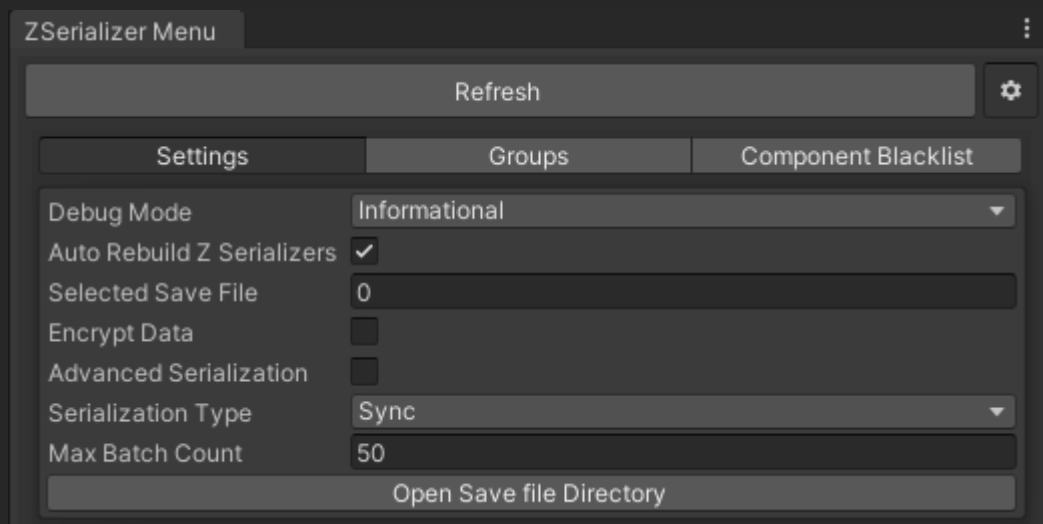 ZSerializer Menu
Refresh
Settings Groups Component Blacklist
Debug Mode Informational
Auto Rebuild Z Serializers
Selected Save File 0
Encrypt Data
Advanced Serialization
Serialization Type Sync
Max Batch Count 50
Open Save file Directory